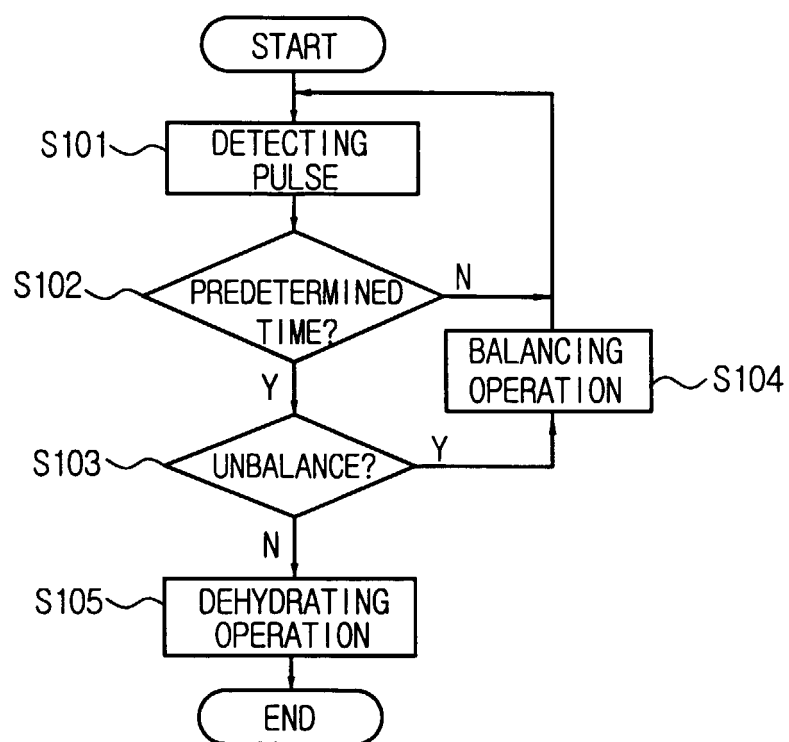 START
S101
DETECTING
PULSE
S102
PREDETERMINED
TIME?
N
Y
BALANCING
OPERATION
S104
S103
UNBALANCE?
Y
N
S105
DEHYDRATING
OPERATION
END